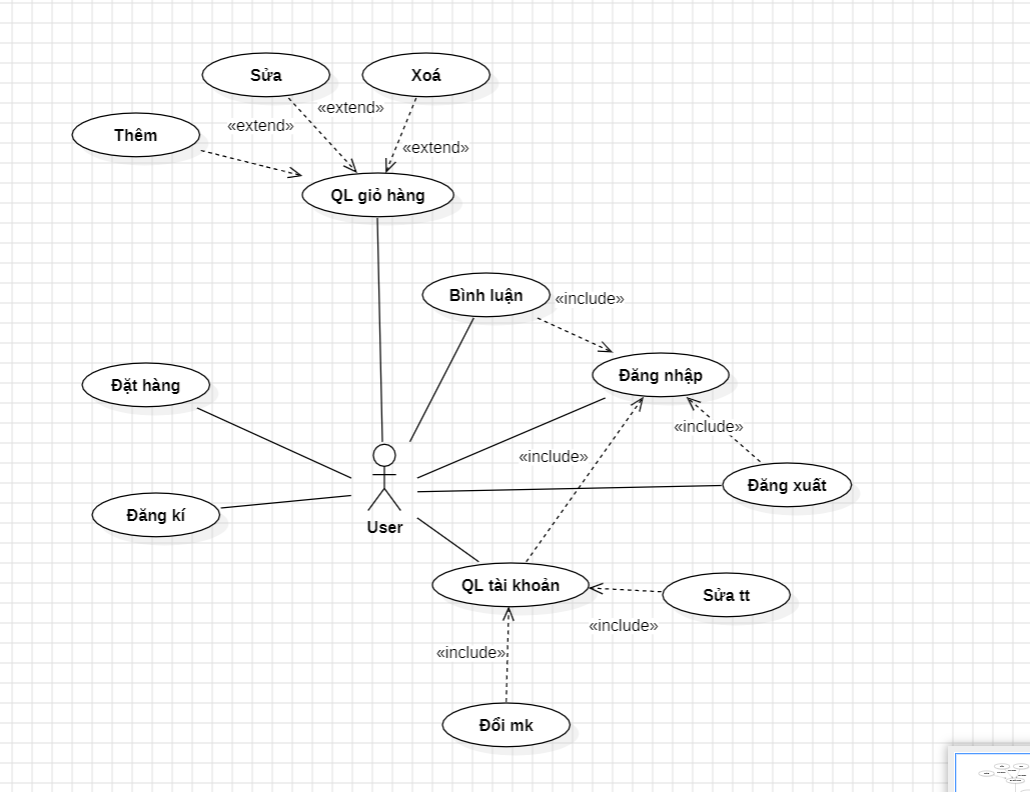 Sửa
Xoá
«extend»
«extend»
Thêm
«extend»
QL giỏ hàng
Bình luận
«include»
Đăng nhập
Đặt hàng
«include»
«include»
Đăng xuất
Đăng kí
User
QL tài khoản
Sửa tt
«include»
«include»
Đổi mk